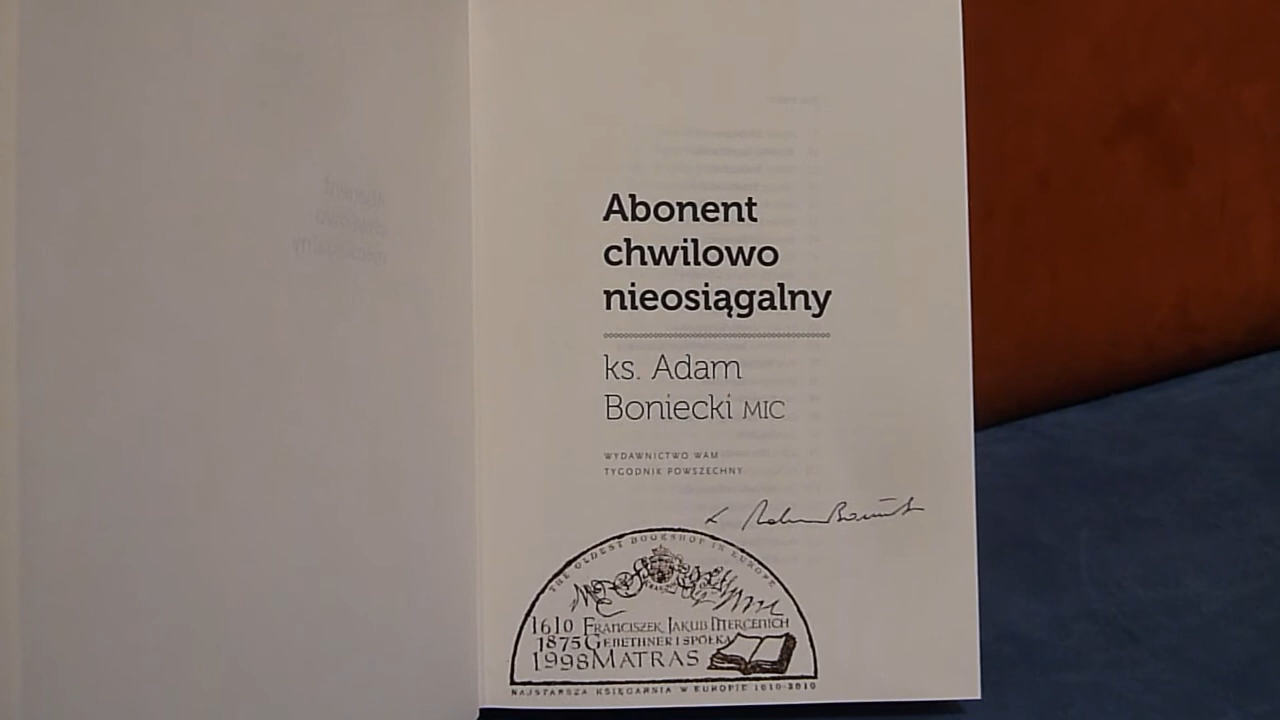 Abonent
chwilowo
nieosiągalny
ks. Adam
Boniecki MIC
WYDAWNICTWO WAM
TYGODNIK POWSZECHNY
THE OLDEST BOOKSHOP IN EUROPE
1610 FRANCISZEK JAKUB MERCENICH
1875 GEBETHNER I SPÓŁKA
1998 MATRAS
NAJSTARSZA KSIĘGARNIA W EUROPIE 1610-2010